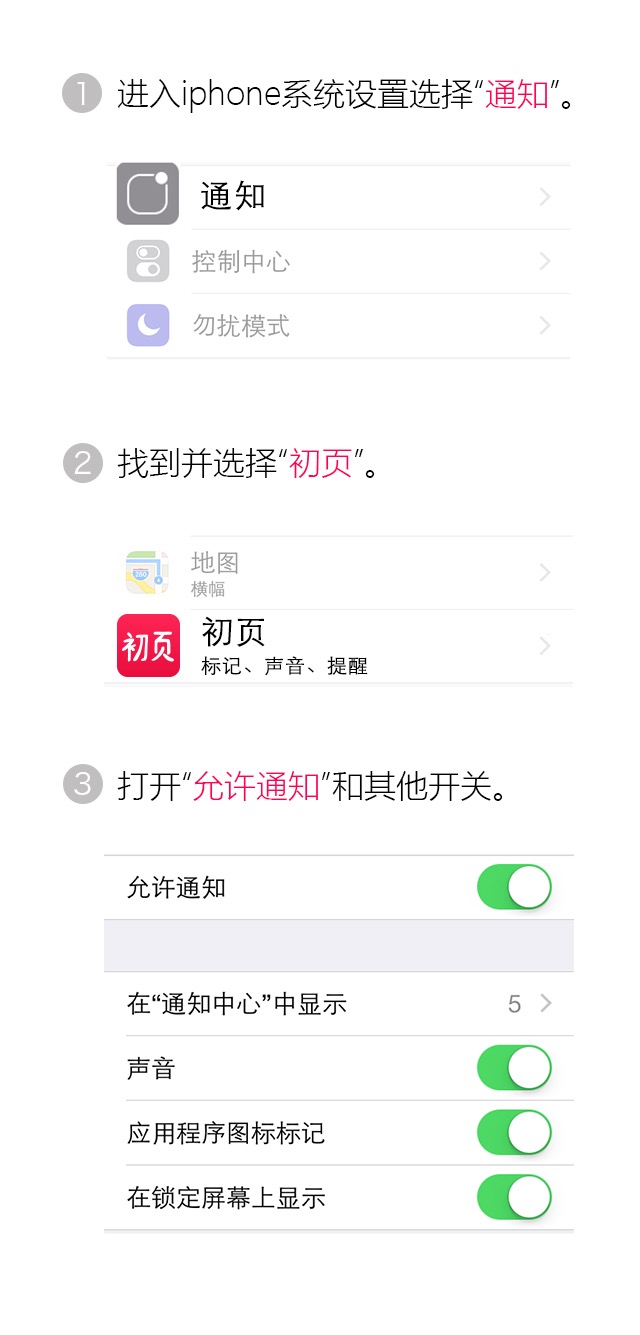 1 进入iphone系统设置选择“通知”。
通知
控制中心
勿扰模式
2 找到并选择“初页”。
地图
横幅
280
初页
初页
标记、声音、提醒
3 打开“允许通知”和其他开关。
允许通知
在“通知中心”中显示 5
声音
应用程序图标标记
在锁定屏幕上显示